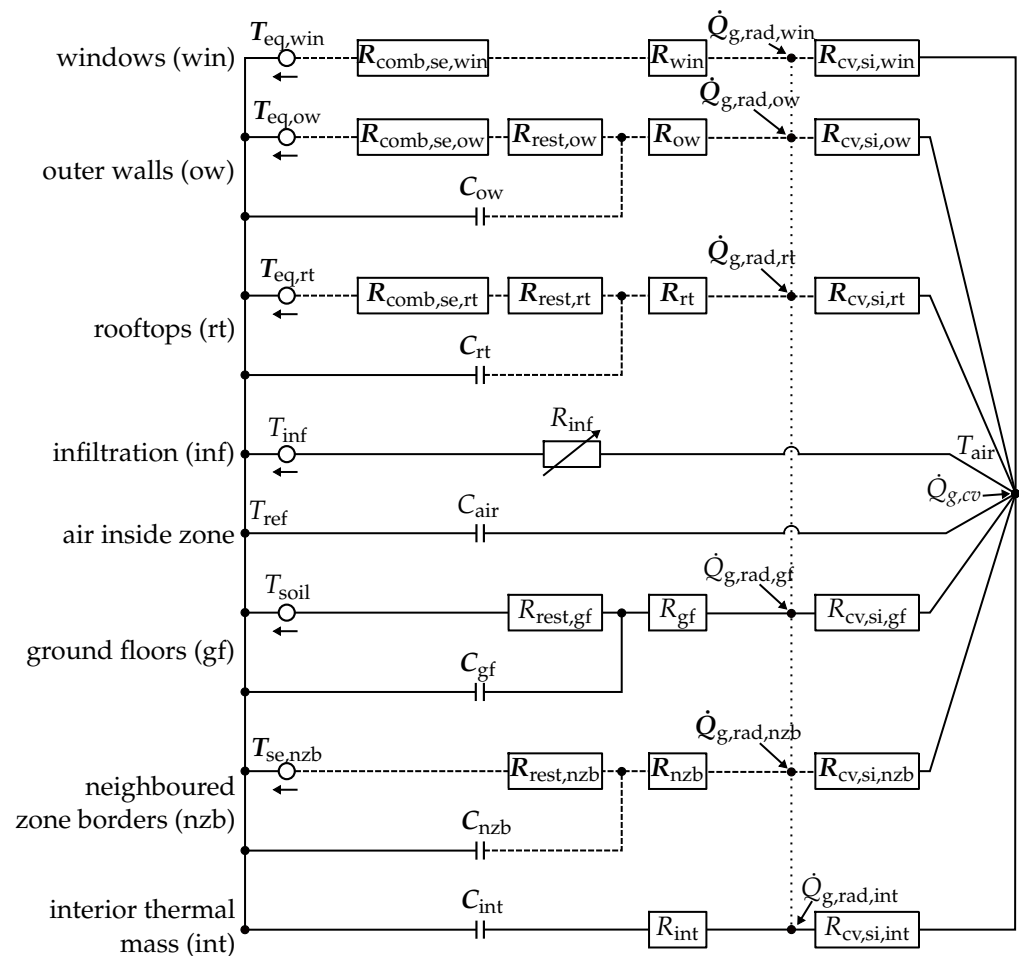 windows (win) T_eq,win R_comb,se,win R_win Q̇_g,rad,win R_cv,si,win
outer walls (ow) T_eq,ow R_comb,se,ow R_rest,ow R_ow Q̇_g,rad,ow R_cv,si,ow
C_ow
rooftops (rt) T_eq,rt R_comb,se,rt R_rest,rt R_rt Q̇_g,rad,rt R_cv,si,rt
C_rt
infiltration (inf) T_inf R_inf T_air
Q̇_g,cv
air inside zone T_ref C_air
ground floors (gf) T_soil R_rest,gf R_gf Q̇_g,rad,gf R_cv,si,gf
C_gf
neighboured
zone borders (nzb) T_se,nzb R_rest,nzb R_nzb Q̇_g,rad,nzb R_cv,si,nzb
C_nzb
interior thermal
mass (int) C_int R_int Q̇_g,rad,int R_cv,si,int